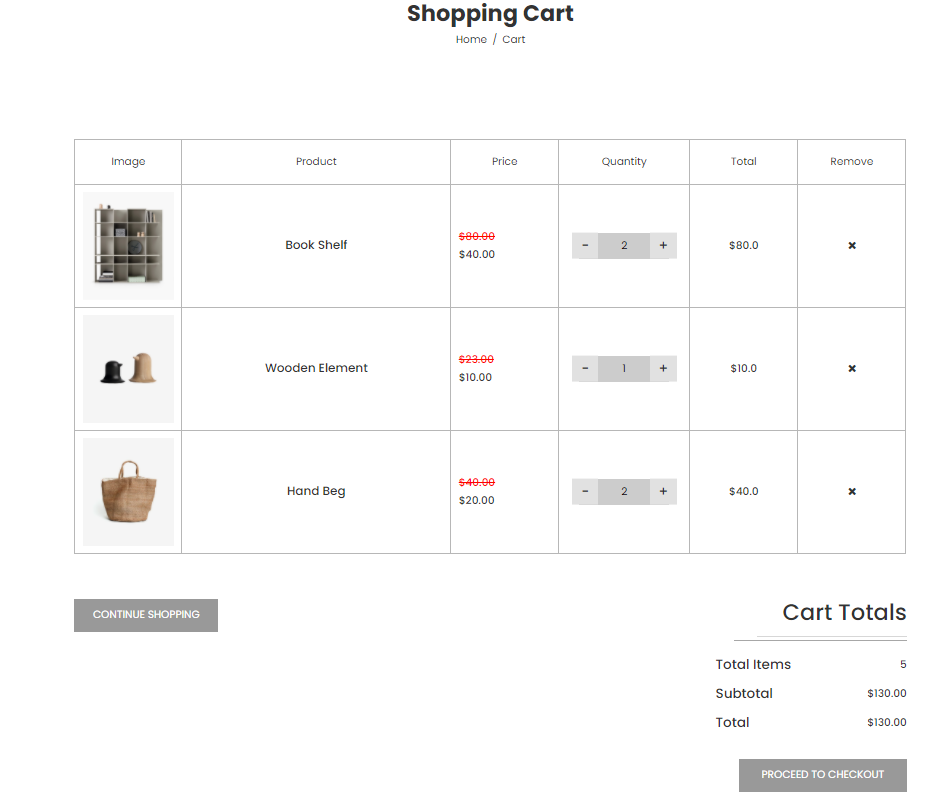 Shopping Cart
Home / Cart
Image Product Price Quantity Total Remove
$80.00
Book Shelf $40.00 - 2 + $80.0 ✖
$23.00
Wooden Element $10.00 - 1 + $10.0 ✖
$40.00
Hand Beg $20.00 - 2 + $40.0 ✖
CONTINUE SHOPPING
Cart Totals
Total Items 5
Subtotal $130.00
Total $130.00
PROCEED TO CHECKOUT